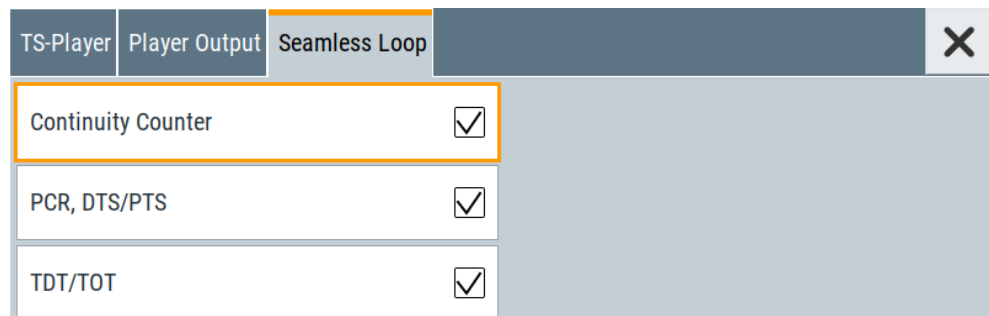 TS-Player Player Output Seamless Loop
Continuity Counter
PCR, DTS/PTS
TDT/TOT